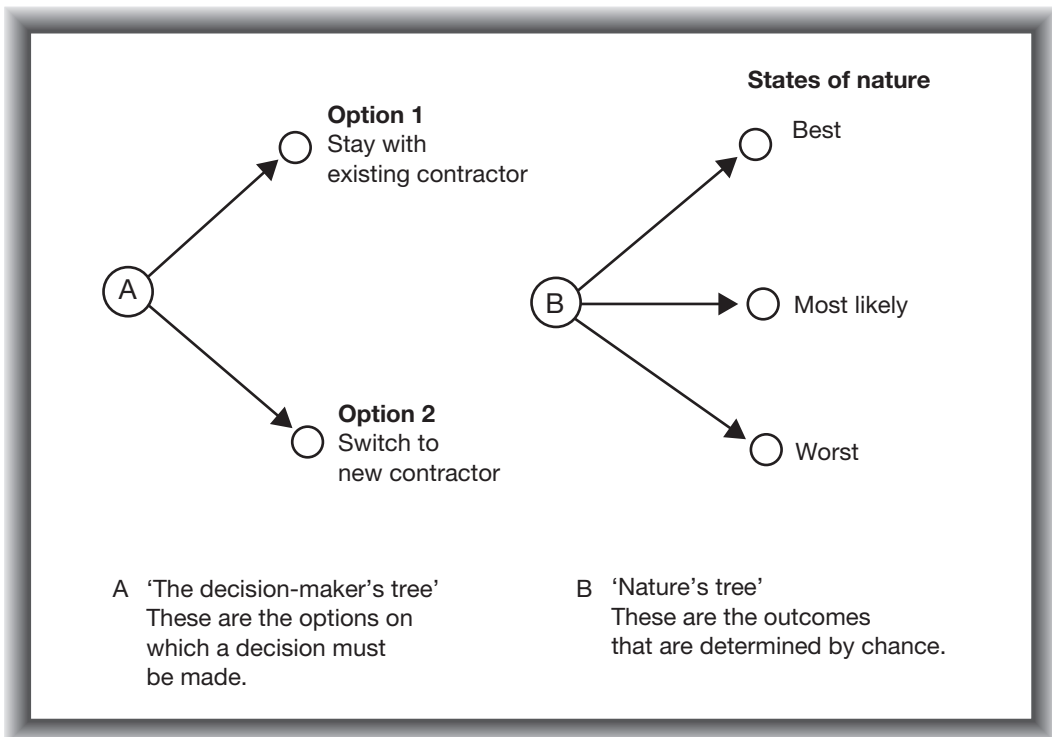 Option 1
Stay with
existing contractor
A
Option 2
Switch to
new contractor
States of nature
Best
B
Most likely
Worst
A ‘The decision-maker’s tree’
These are the options on
which a decision must
be made.
B ‘Nature’s tree’
These are the outcomes
that are determined by chance.